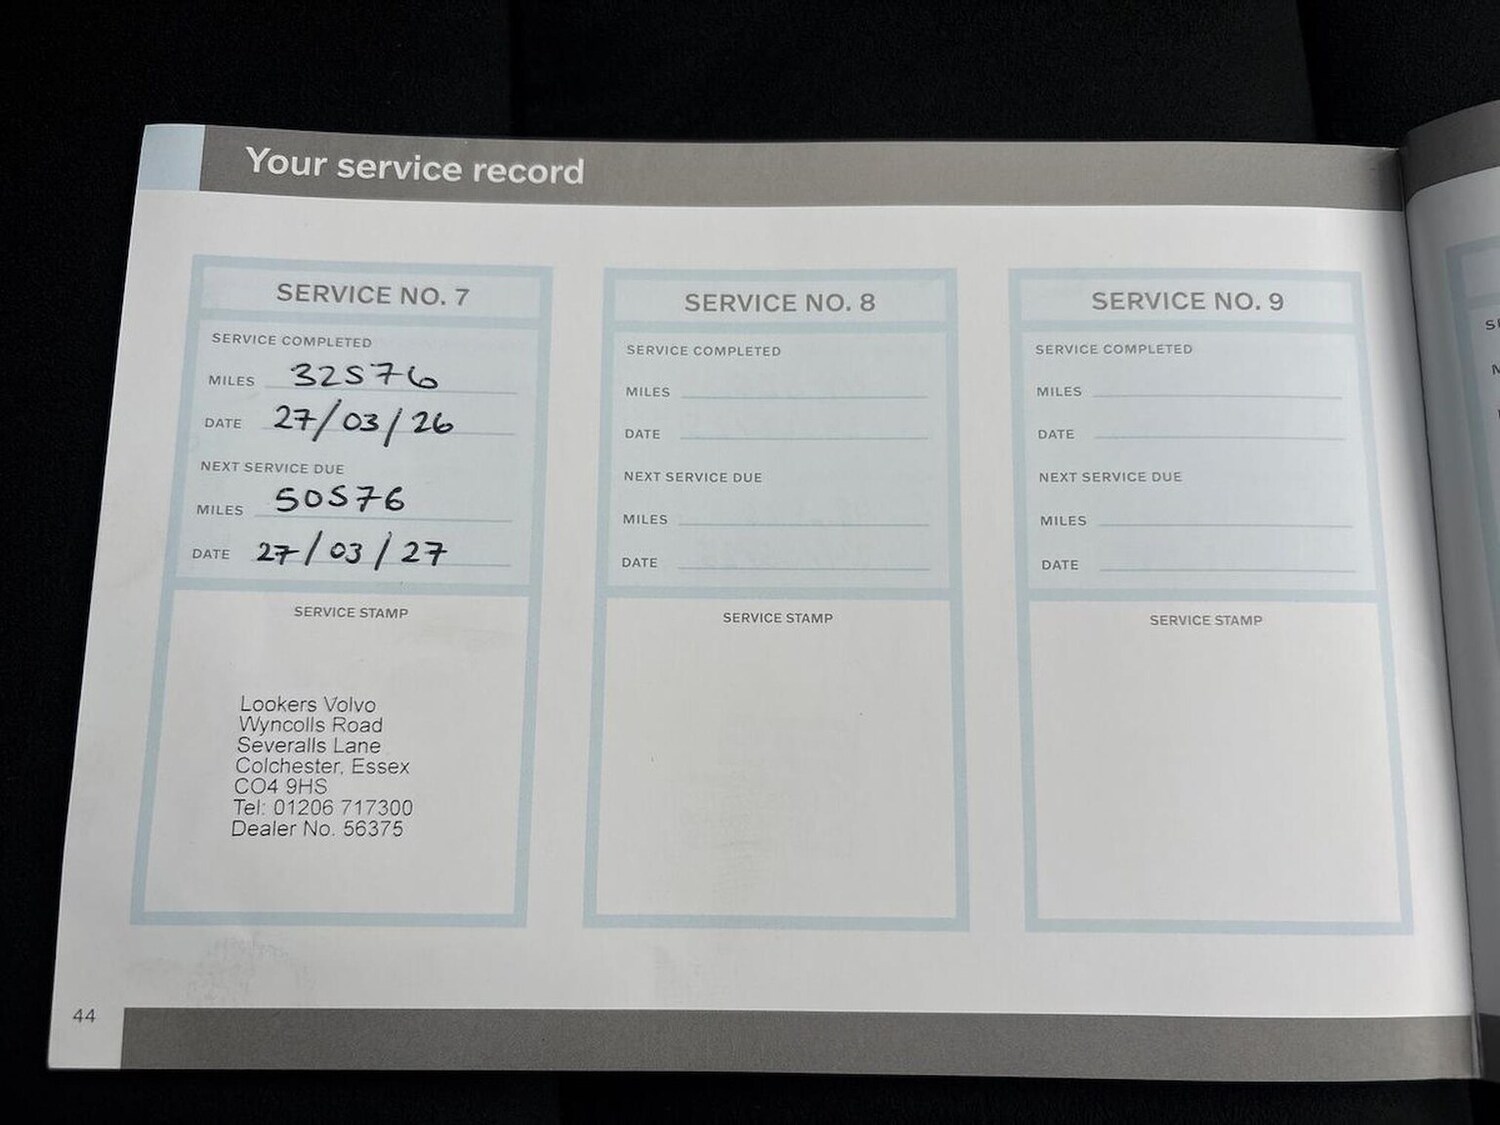 Your service record
SERVICE NO. 7
SERVICE COMPLETED
MILES 32576
DATE 27/03/26
NEXT SERVICE DUE
MILES 50576
DATE 27/03/27
SERVICE STAMP
Lookers Volvo
Wyncolls Road
Severalls Lane
Colchester, Essex
CO4 9HS
Tel: 01206 717300
Dealer No. 56375
SERVICE NO. 8
SERVICE COMPLETED
MILES
DATE
NEXT SERVICE DUE
MILES
DATE
SERVICE STAMP
SERVICE NO. 9
SERVICE COMPLETED
MILES
DATE
NEXT SERVICE DUE
MILES
DATE
SERVICE STAMP
44